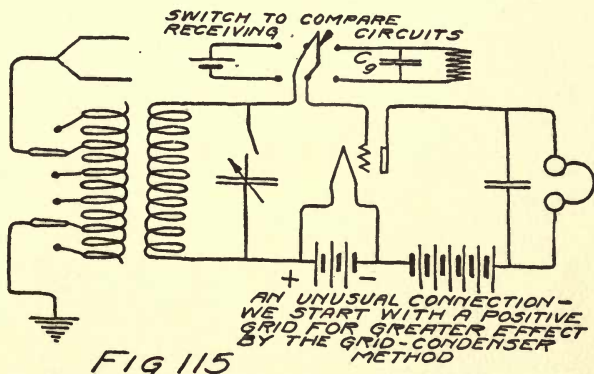 SWITCH TO COMPARE
RECEIVING CIRCUITS
Cg
+ -
AN UNUSUAL CONNECTION-
WE START WITH A POSITIVE
GRID FOR GREATER EFFECT
BY THE GRID-CONDENSER
METHOD
FIG 115